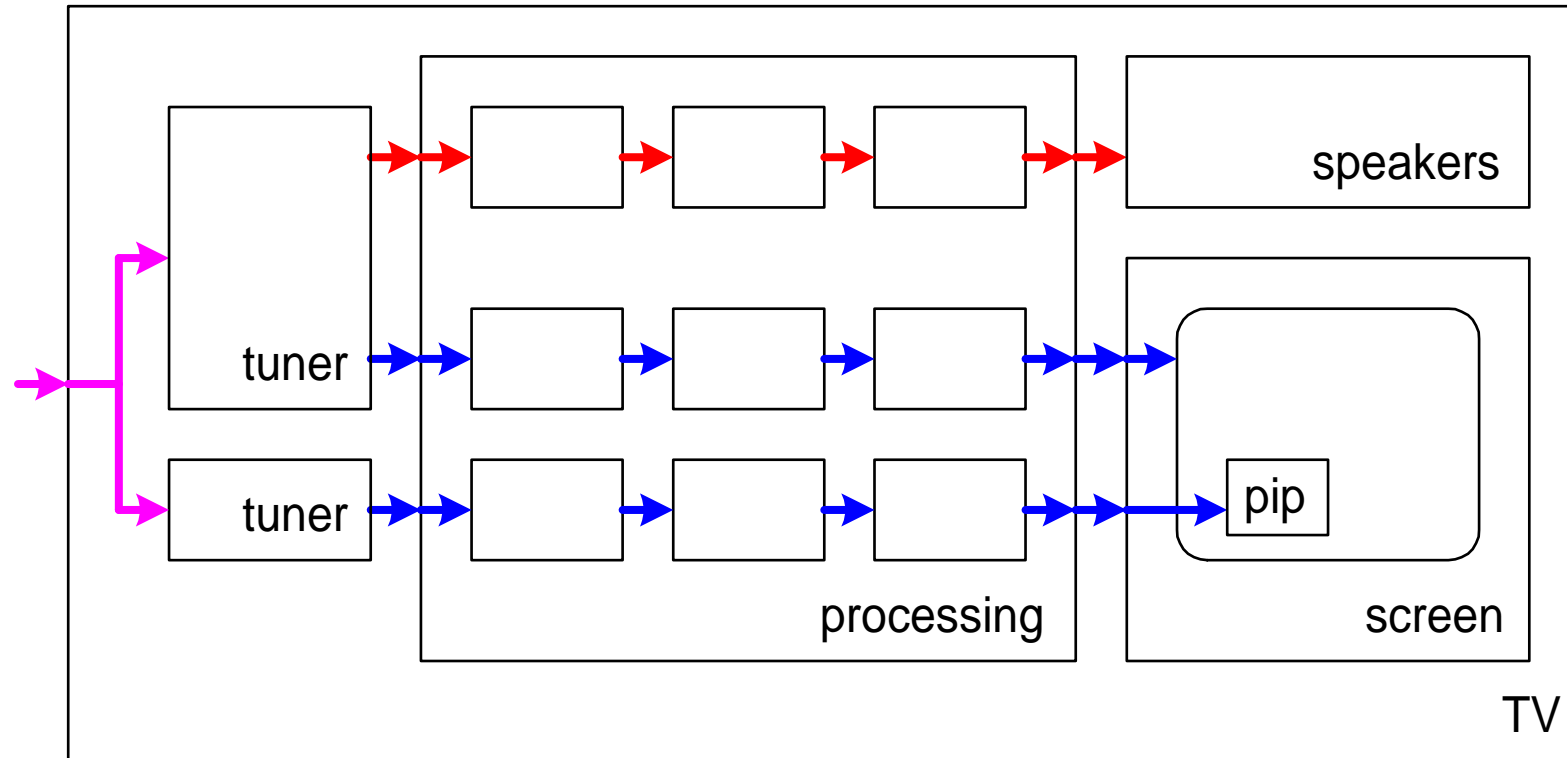 speakers
tuner
tuner
pip
processing
screen
TV